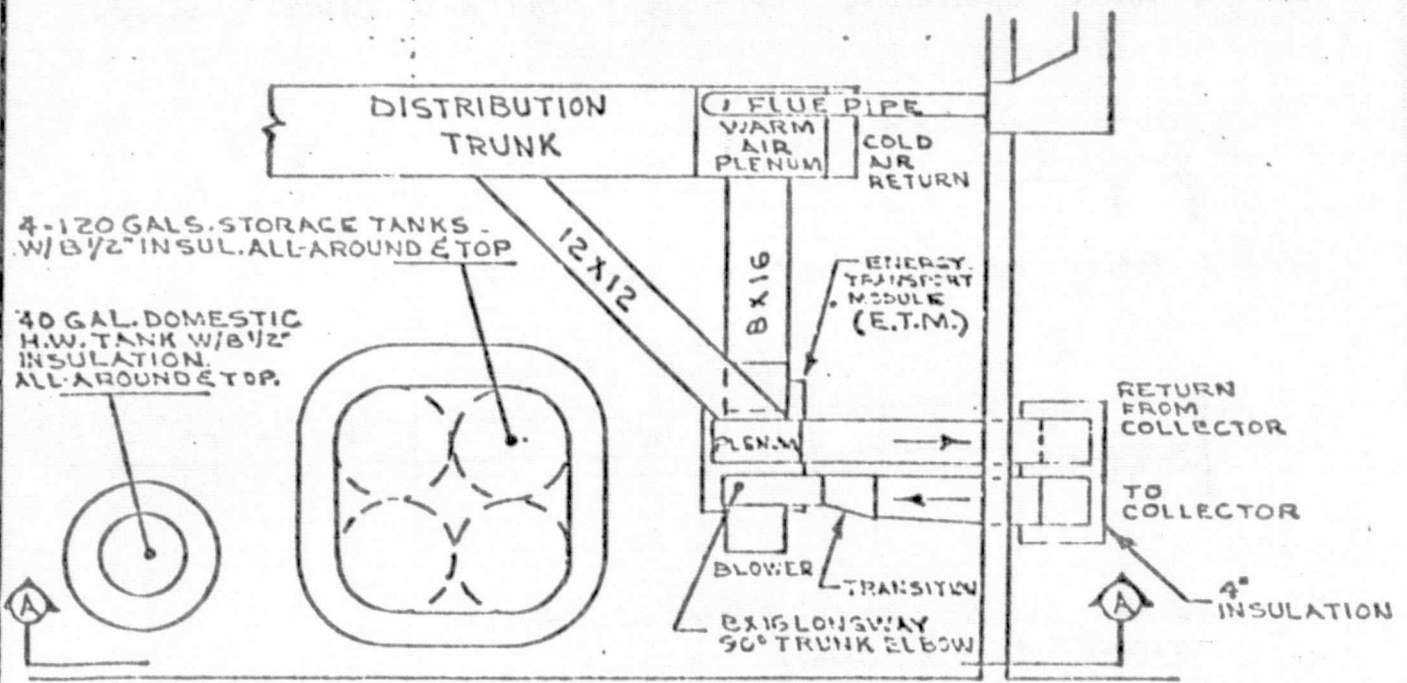 DISTRIBUTION
TRUNK
FLUE PIPE
WARM
AIR
PLENUM
COLD
AIR
RETURN
4-120 GALS. STORAGE TANKS
W/8 1/2" INSUL. ALL-AROUND & TOP
12X12
8X16
ENERGY
TRANSPORT
MODULE
(E.T.M.)
40 GAL. DOMESTIC
H.W. TANK W/8 1/2"
INSULATION.
ALL-AROUND & TOP.
RETURN
FROM
COLLECTOR
PLENUM
TO
COLLECTOR
BLOWER
TRANSITION
A
A
4"
INSULATION
8X16 LONGWAY
90° TRUNK ELBOW